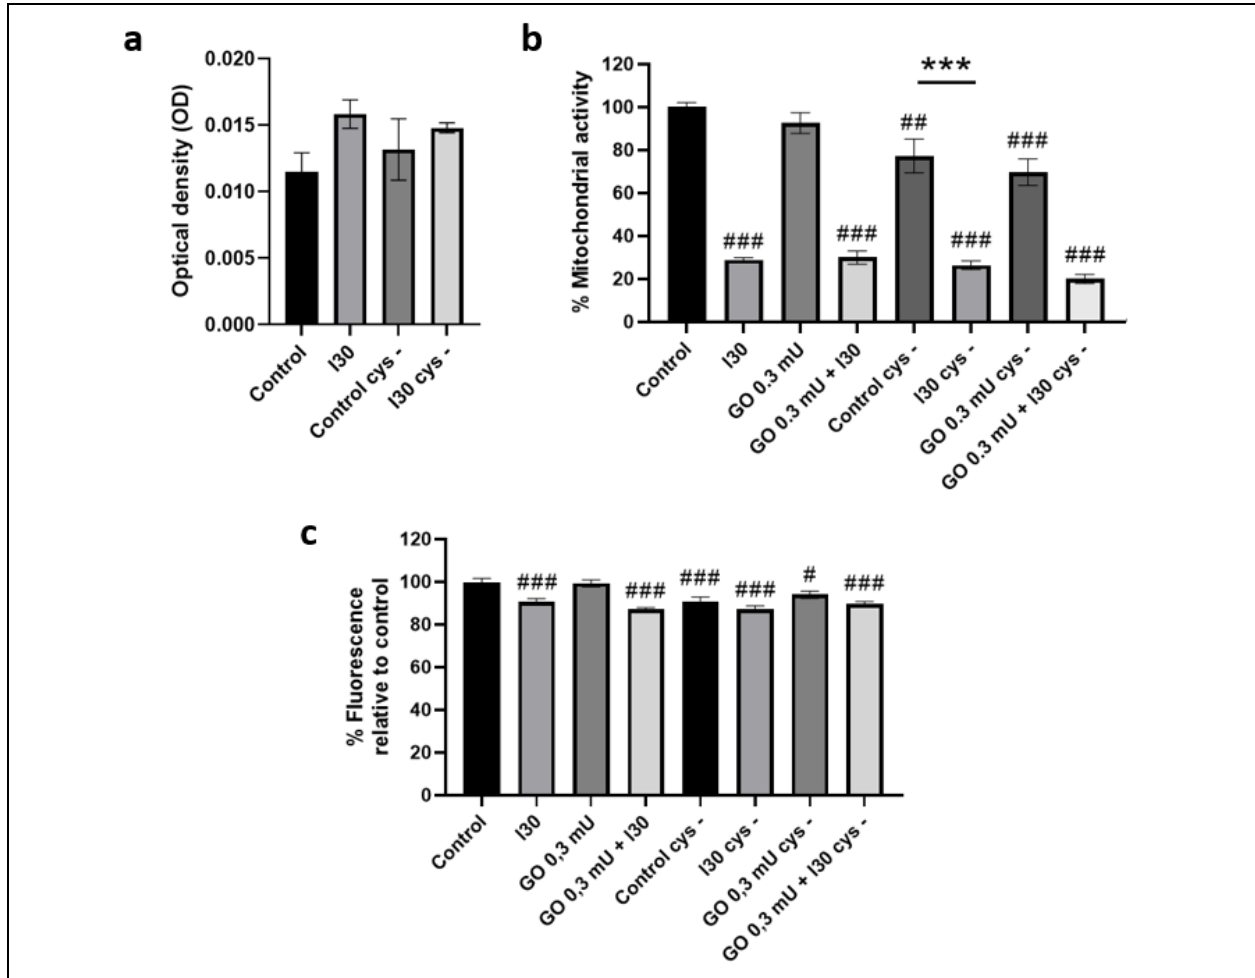 a
Optical density (OD)
0.020
0.015
0.010
0.005
0.000
Control
I30
Control cys -
I30 cys -
b
% Mitochondrial activity
120
100
80
60
40
20
0
***
###
###
##
###
###
###
Control
I30
GO 0.3 mU
GO 0.3 mU + I30
Control cys -
I30 cys -
GO 0.3 mU cys -
GO 0.3 mU + I30 cys -
c
% Fluorescence
relative to control
120
100
80
60
40
20
0
###
###
###
###
#
###
Control
I30
GO 0,3 mU
GO 0,3 mU + I30
Control cys -
I30 cys -
GO 0,3 mU cys -
GO 0,3 mU + I30 cys -